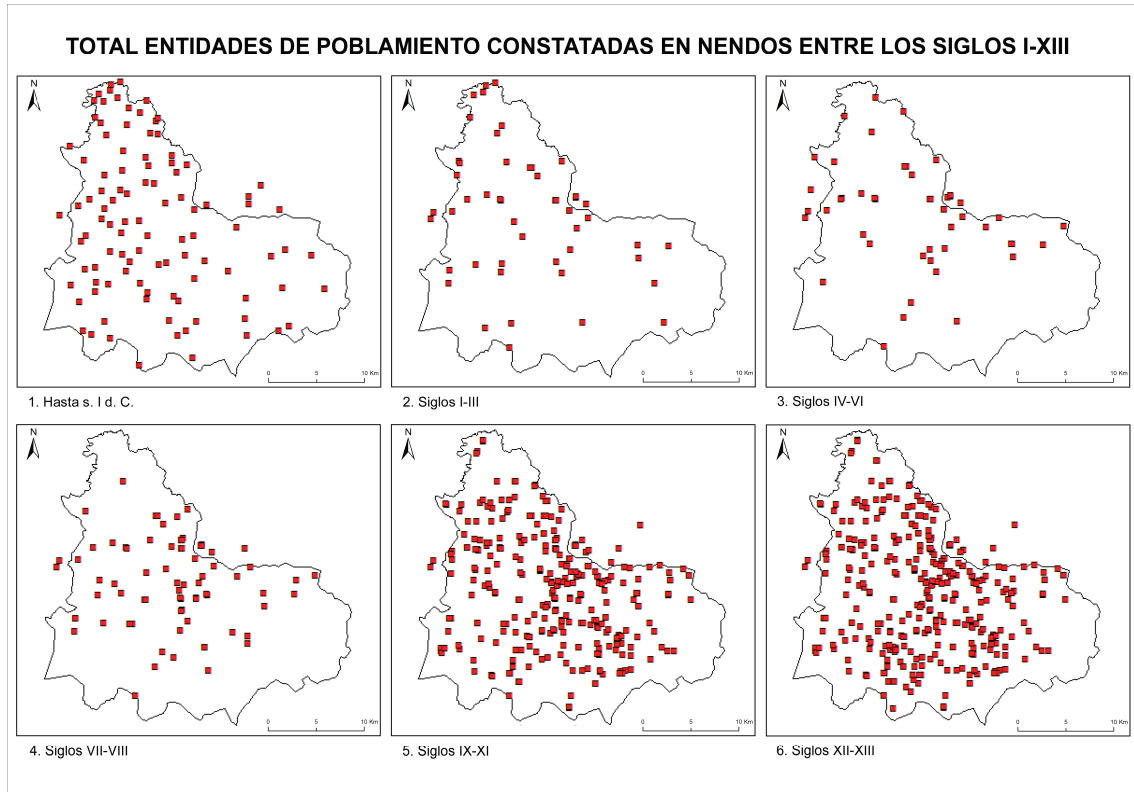 TOTAL ENTIDADES DE POBLAMIENTO CONSTATADAS EN NENDOS ENTRE LOS SIGLOS I-XIII
N
0 5 10 Km
1. Hasta s. I d. C.
N
0 5 10 Km
2. Siglos I-III
N
0 5 10 Km
3. Siglos IV-VI
N
0 5 10 Km
4. Siglos VII-VIII
N
0 5 10 Km
5. Siglos IX-XI
N
0 5 10 Km
6. Siglos XII-XIII